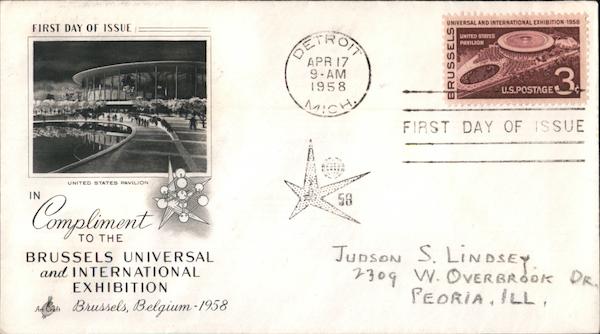 FIRST DAY OF ISSUE
UNITED STATES PAVILION
IN
Compliment
TO THE
BRUSSELS UNIVERSAL
and INTERNATIONAL
EXHIBITION
Art Craft
Brussels, Belgium-1958
DETROIT
APR 17
9-AM
1958
MICH.
BRUSSELS
UNIVERSAL AND INTERNATIONAL EXHIBITION-1958
UNITED STATES
PAVILION
U.S.POSTAGE 3¢
FIRST DAY OF ISSUE
58
JUDSON S. LINDSEY
2309 W. OVERBROOK DR.
PEORIA, ILL.